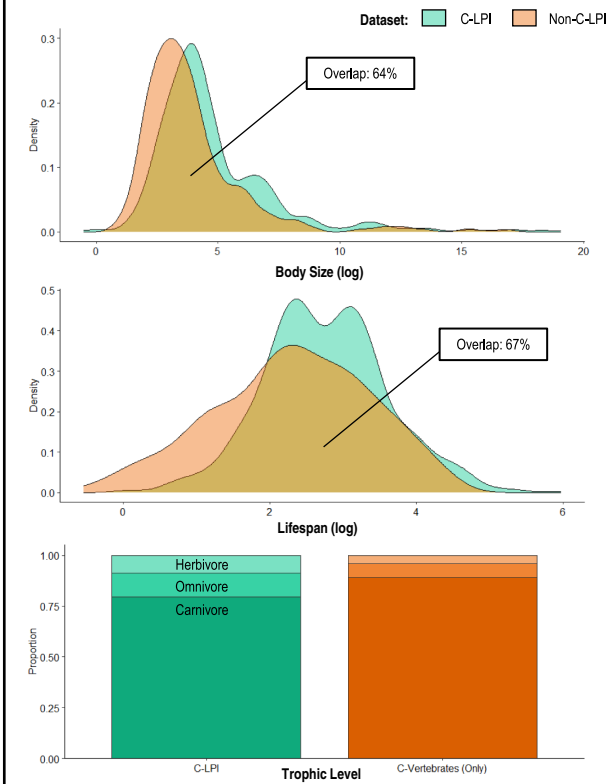 Dataset: C-LPI Non-C-LPI
0.3
0.2
0.1
0.0
Density
Overlap: 64%
0 5 10 15 20
Body Size (log)
0.5
0.4
0.3
0.2
0.1
0.0
Density
Overlap: 67%
0 2 4 6
Lifespan (log)
1.00
0.75
0.50
0.25
0.00
Proportion
Herbivore
Omnivore
Carnivore
C-LPI C-Vertebrates (Only)
Trophic Level